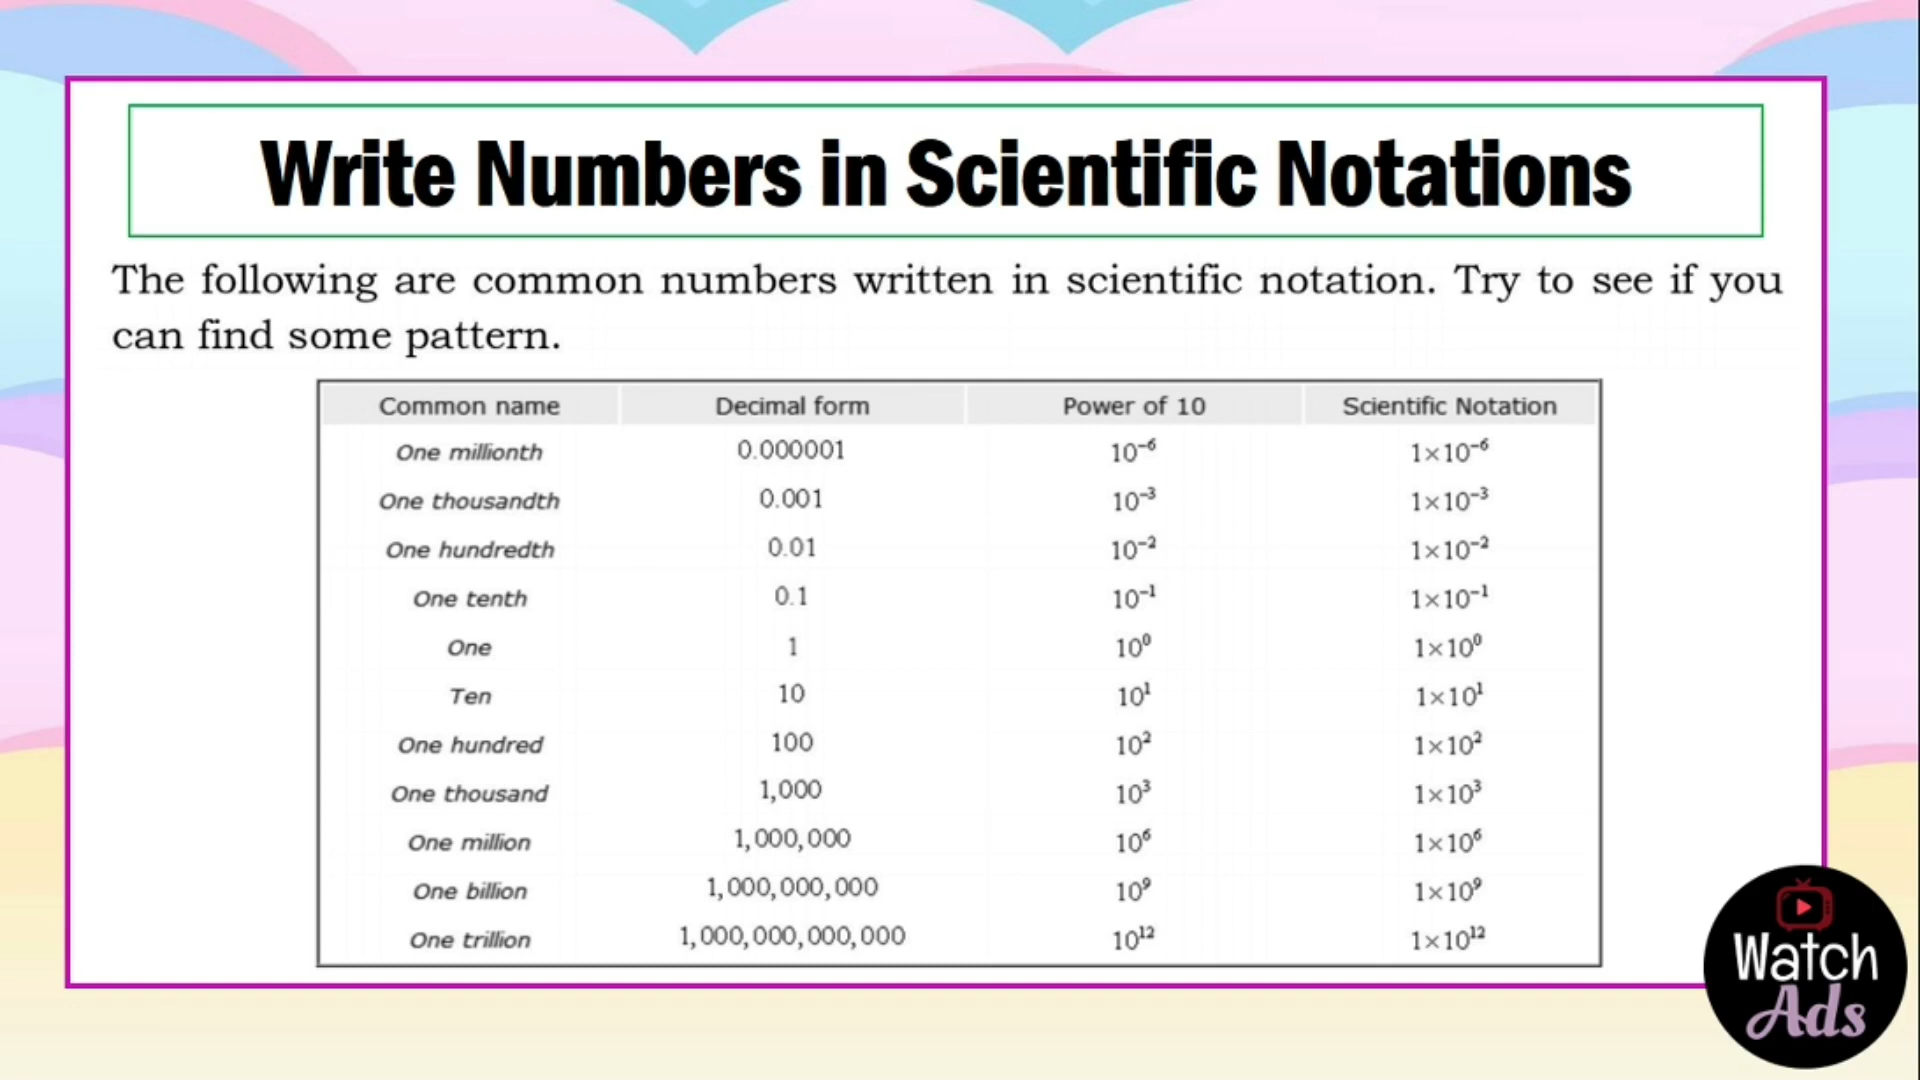 Write Numbers in Scientific Notations
The following are common numbers written in scientific notation. Try to see if you
can find some pattern.
Common name Decimal form Power of 10 Scientific Notation
One millionth 0.000001 10⁻⁶ 1×10⁻⁶
One thousandth 0.001 10⁻³ 1×10⁻³
One hundredth 0.01 10⁻² 1×10⁻²
One tenth 0.1 10⁻¹ 1×10⁻¹
One 1 10⁰ 1×10⁰
Ten 10 10¹ 1×10¹
One hundred 100 10² 1×10²
One thousand 1,000 10³ 1×10³
One million 1,000,000 10⁶ 1×10⁶
One billion 1,000,000,000 10⁹ 1×10⁹
One trillion 1,000,000,000,000 10¹² 1×10¹²
Watch
Ads